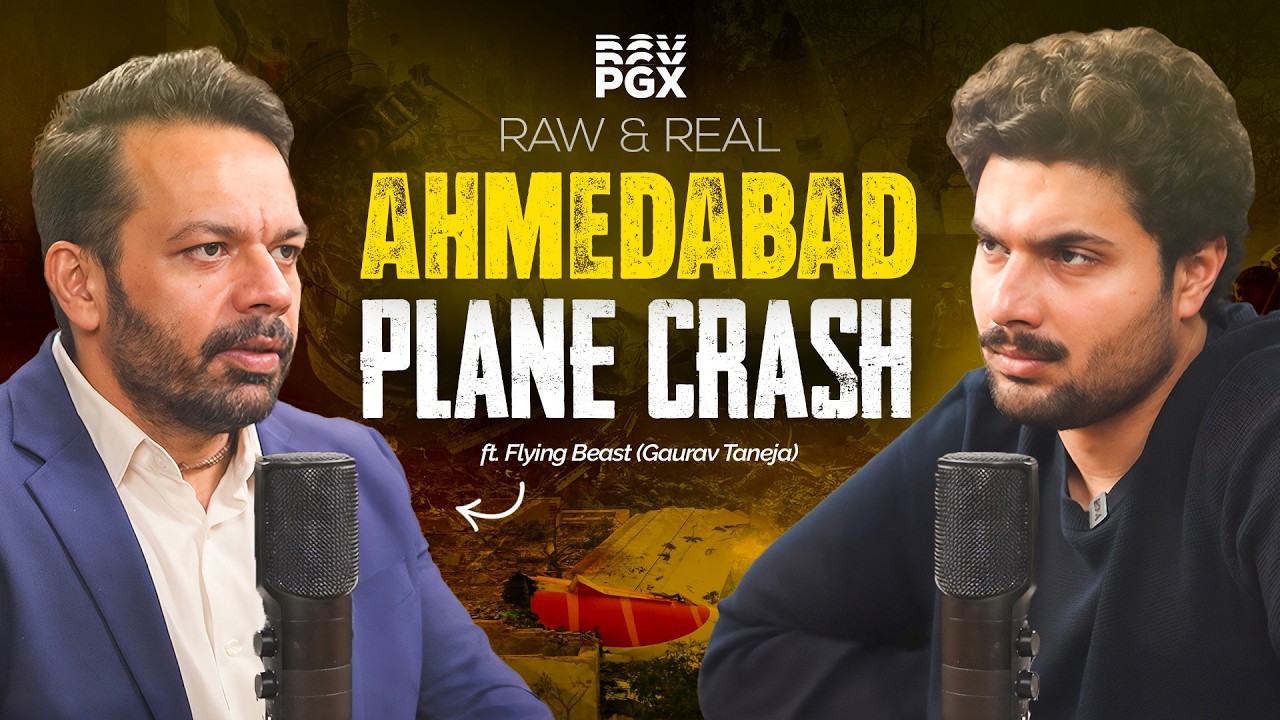 PGX
RAW & REAL
AHMEDABAD
PLANE CRASH
ft. Flying Beast (Gaurav Taneja)